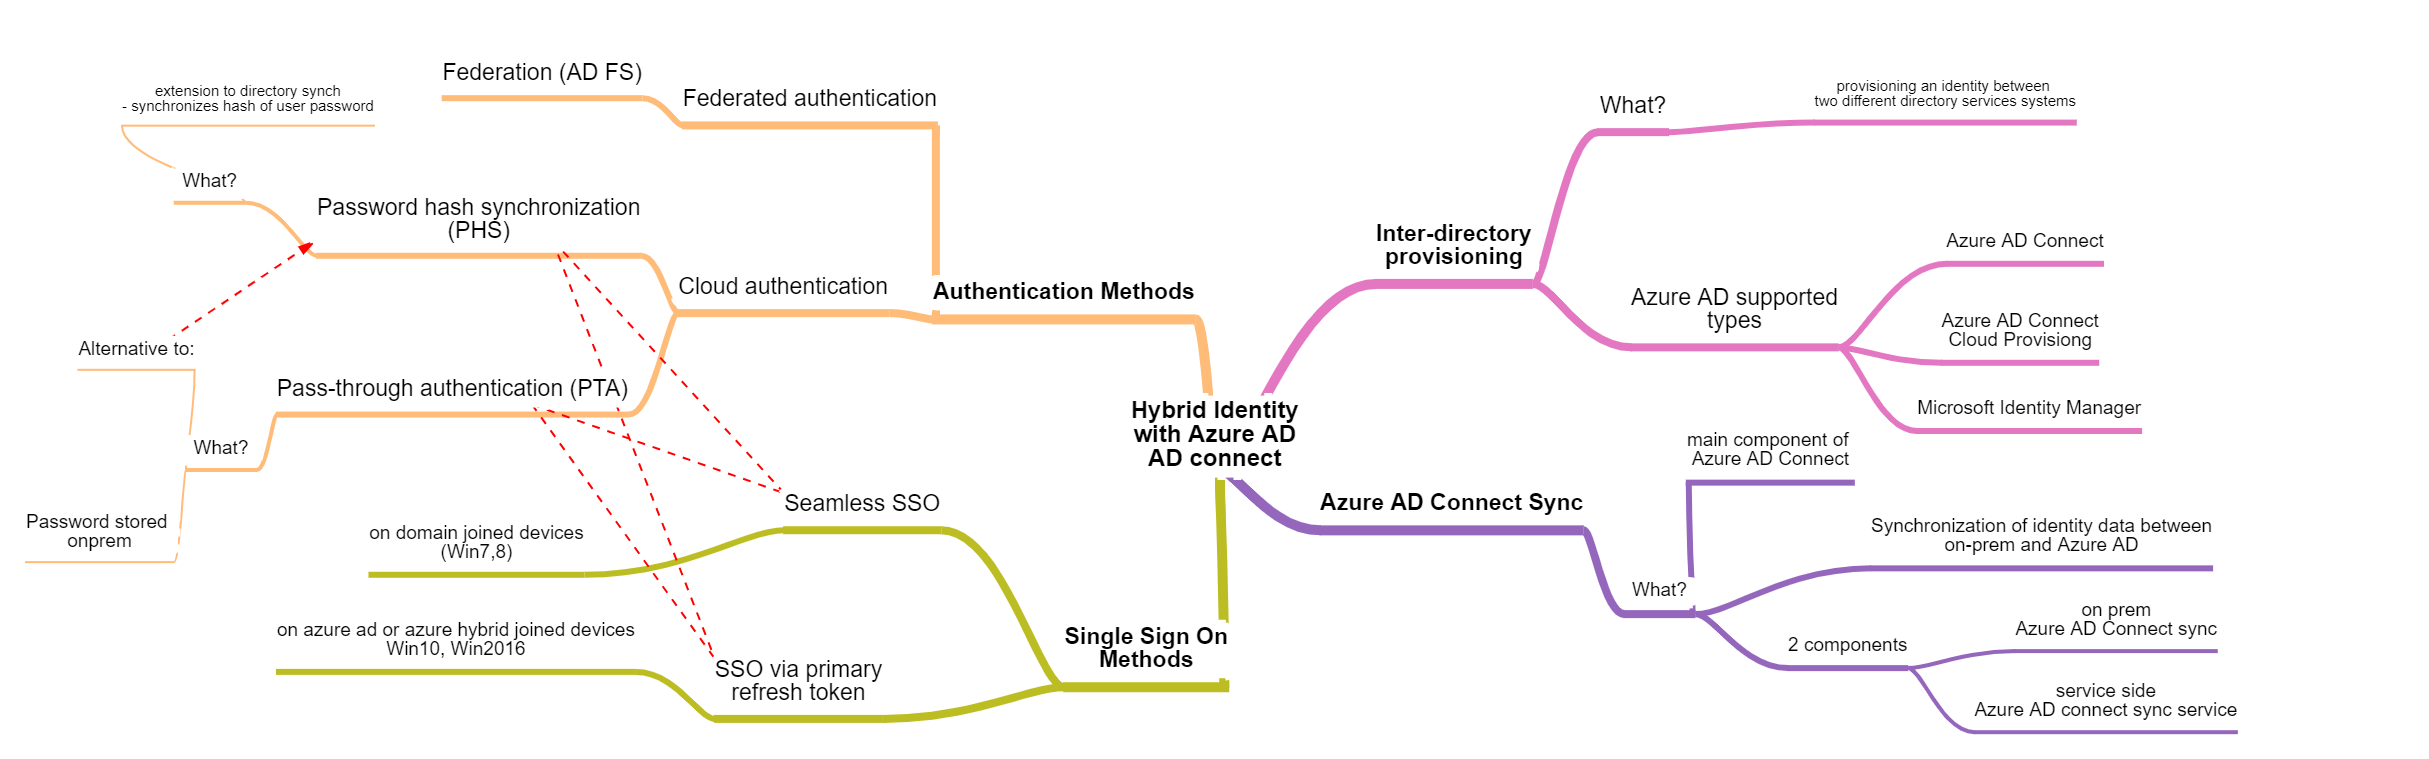 Federation (AD FS)
Federated authentication
extension to directory synch
- synchronizes hash of user password
What?
Password hash synchronization
(PHS)
Cloud authentication
Authentication Methods
Alternative to:
Pass-through authentication (PTA)
What?
Password stored
onprem
Hybrid Identity
with Azure AD
AD connect
Seamless SSO
on domain joined devices
(Win7,8)
on azure ad or azure hybrid joined devices
Win10, Win2016
SSO via primary
refresh token
Single Sign On
Methods
What?
provisioning an identity between
two different directory services systems
Inter-directory
provisioning
Azure AD supported
types
Azure AD Connect
Azure AD Connect
Cloud Provisiong
Microsoft Identity Manager
main component of
Azure AD Connect
Azure AD Connect Sync
What?
Synchronization of identity data between
on-prem and Azure AD
2 components
on prem
Azure AD Connect sync
service side
Azure AD connect sync service